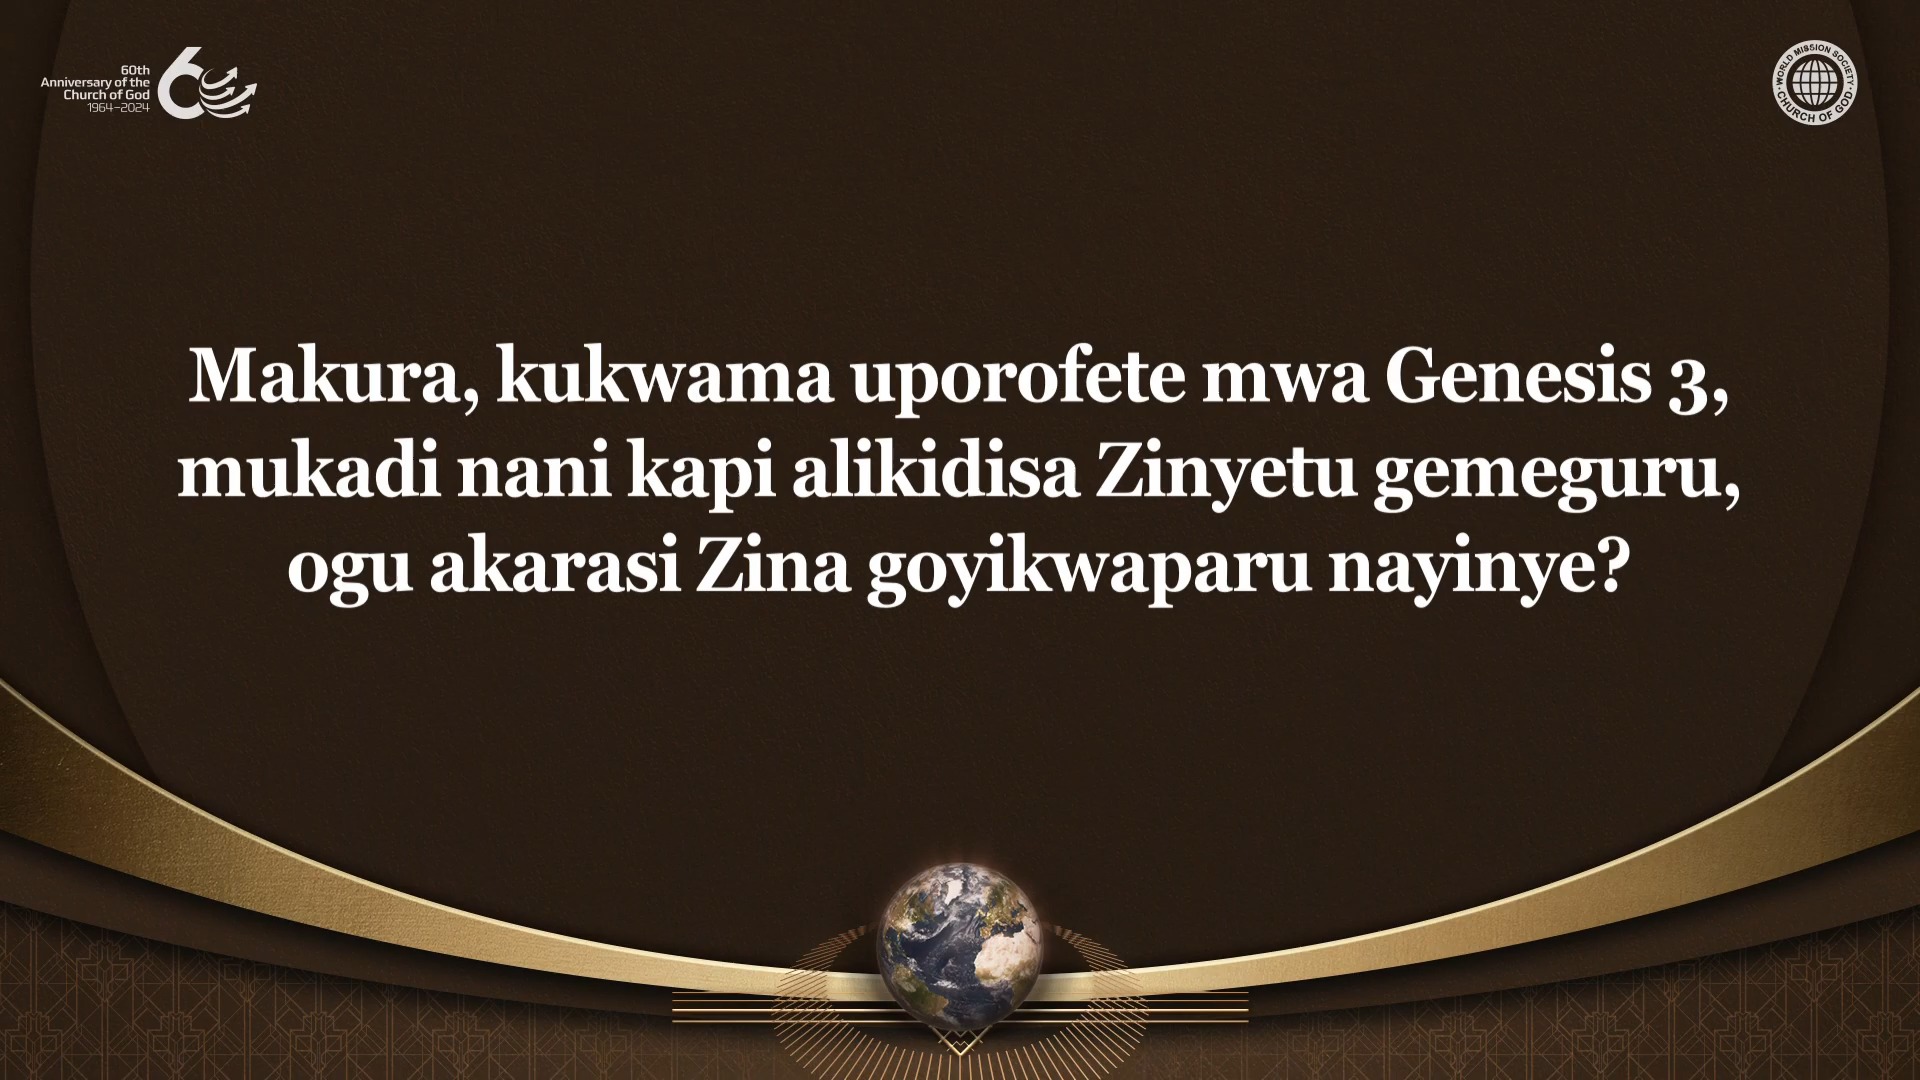 60th
Anniversary of the
Church of God
1964–2024
WORLD MISSION SOCIETY
CHURCH OF GOD
Makura, kukwama uporofete mwa Genesis 3,
mukadi nani kapi alikidisa Zinyetu gemeguru,
ogu akarasi Zina goyikwaparu nayinye?